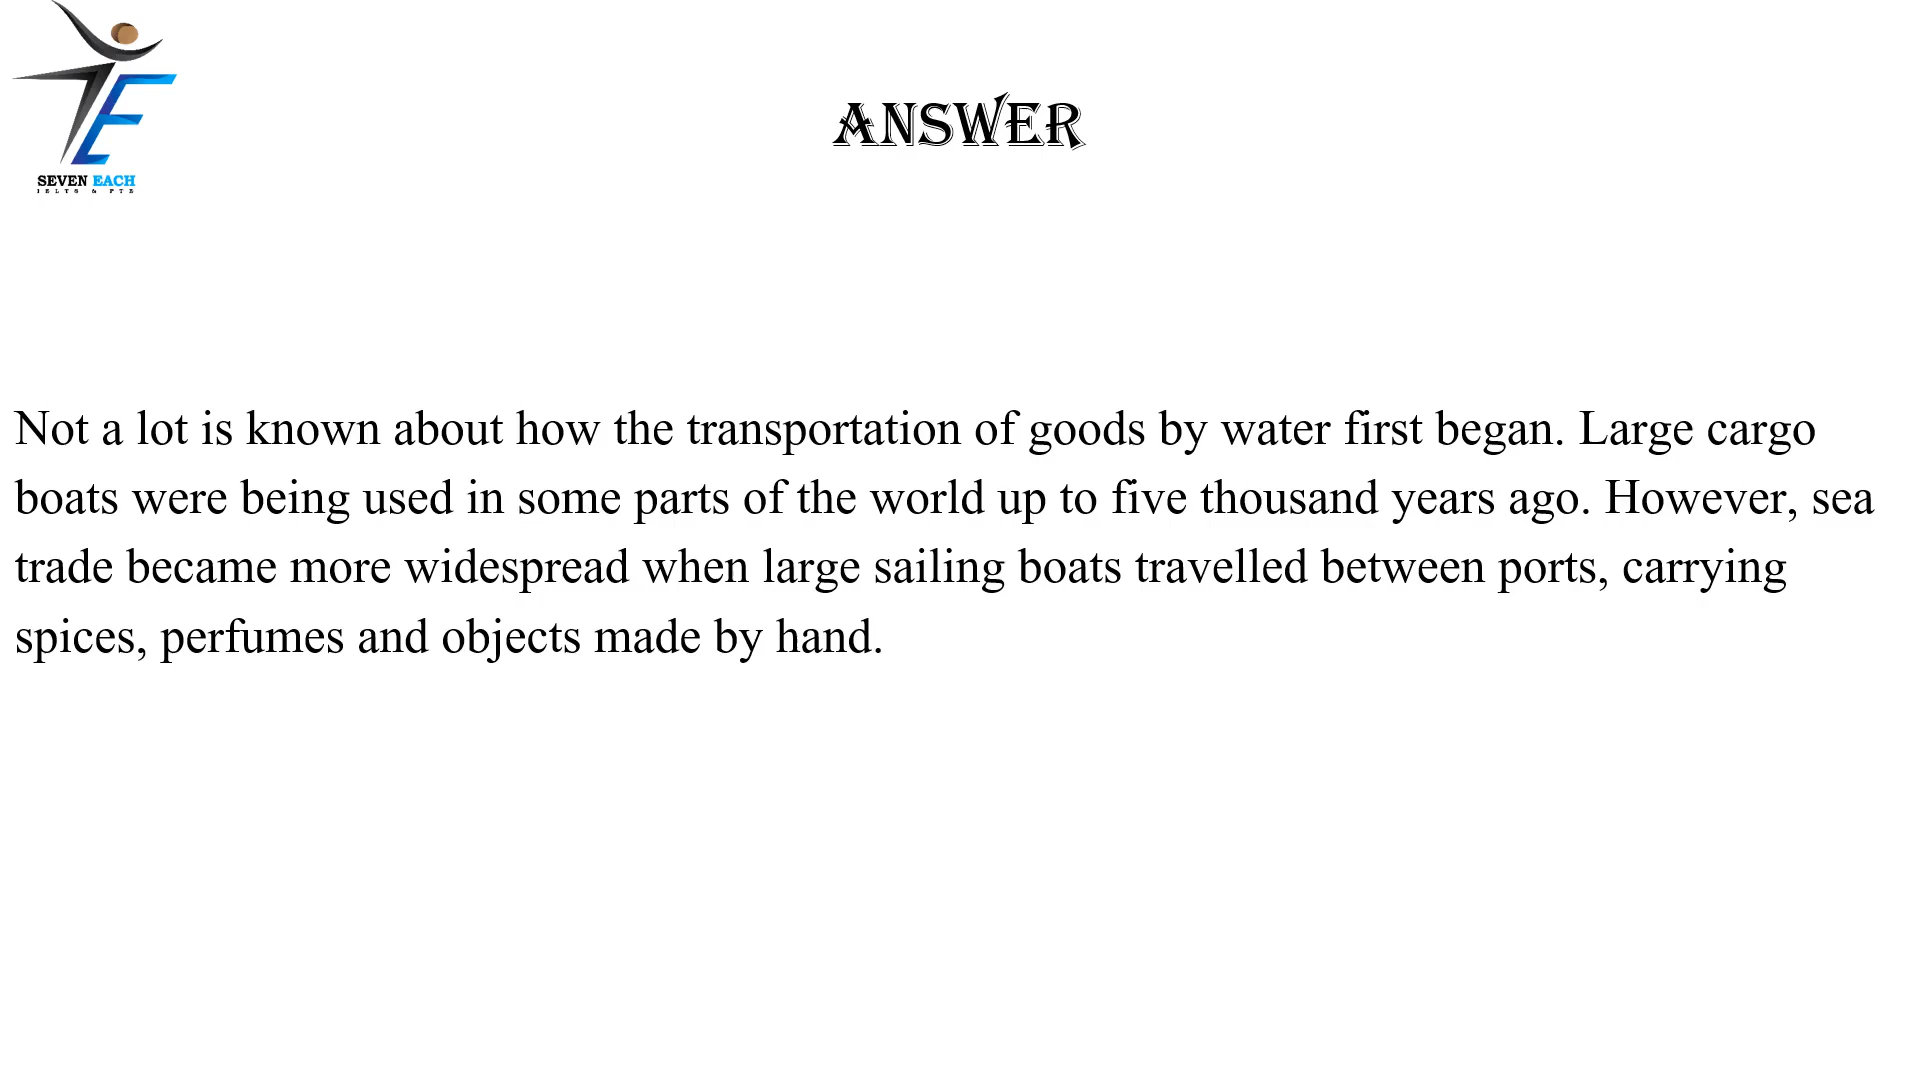 SEVEN EACH
IELTS & PTE
ANSWER
Not a lot is known about how the transportation of goods by water first began. Large cargo
boats were being used in some parts of the world up to five thousand years ago. However, sea
trade became more widespread when large sailing boats travelled between ports, carrying
spices, perfumes and objects made by hand.